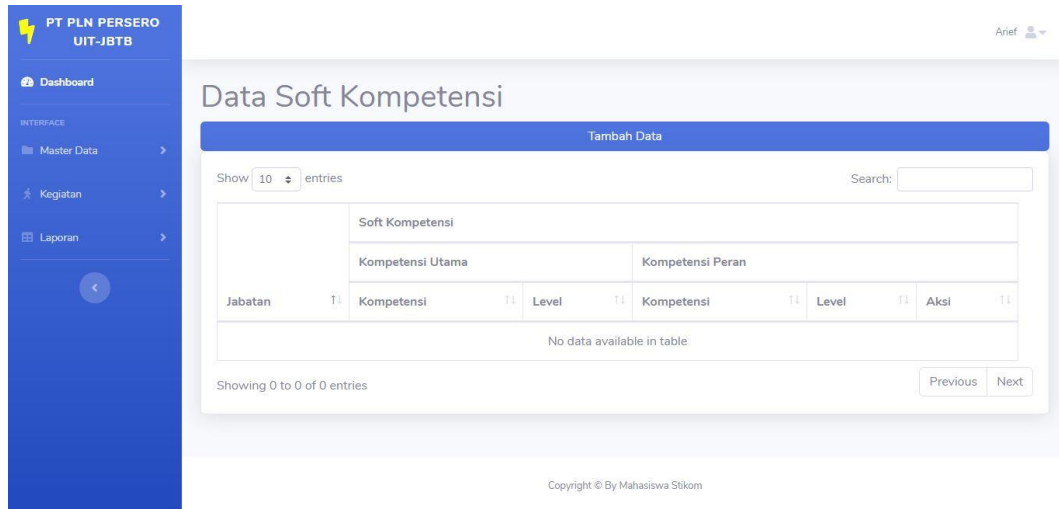 PT PLN PERSERO
UIT-JBTB
Arief
Dashboard
INTERFACE
Master Data
Kegiatan
Laporan
Data Soft Kompetensi
Tambah Data
Show 10 entries
Search:
Soft Kompetensi
Kompetensi Utama
Kompetensi Peran
Jabatan
Kompetensi
Level
Kompetensi
Level
Aksi
No data available in table
Showing 0 to 0 of 0 entries
Previous
Next
Copyright © By Mahasiswa Stikom